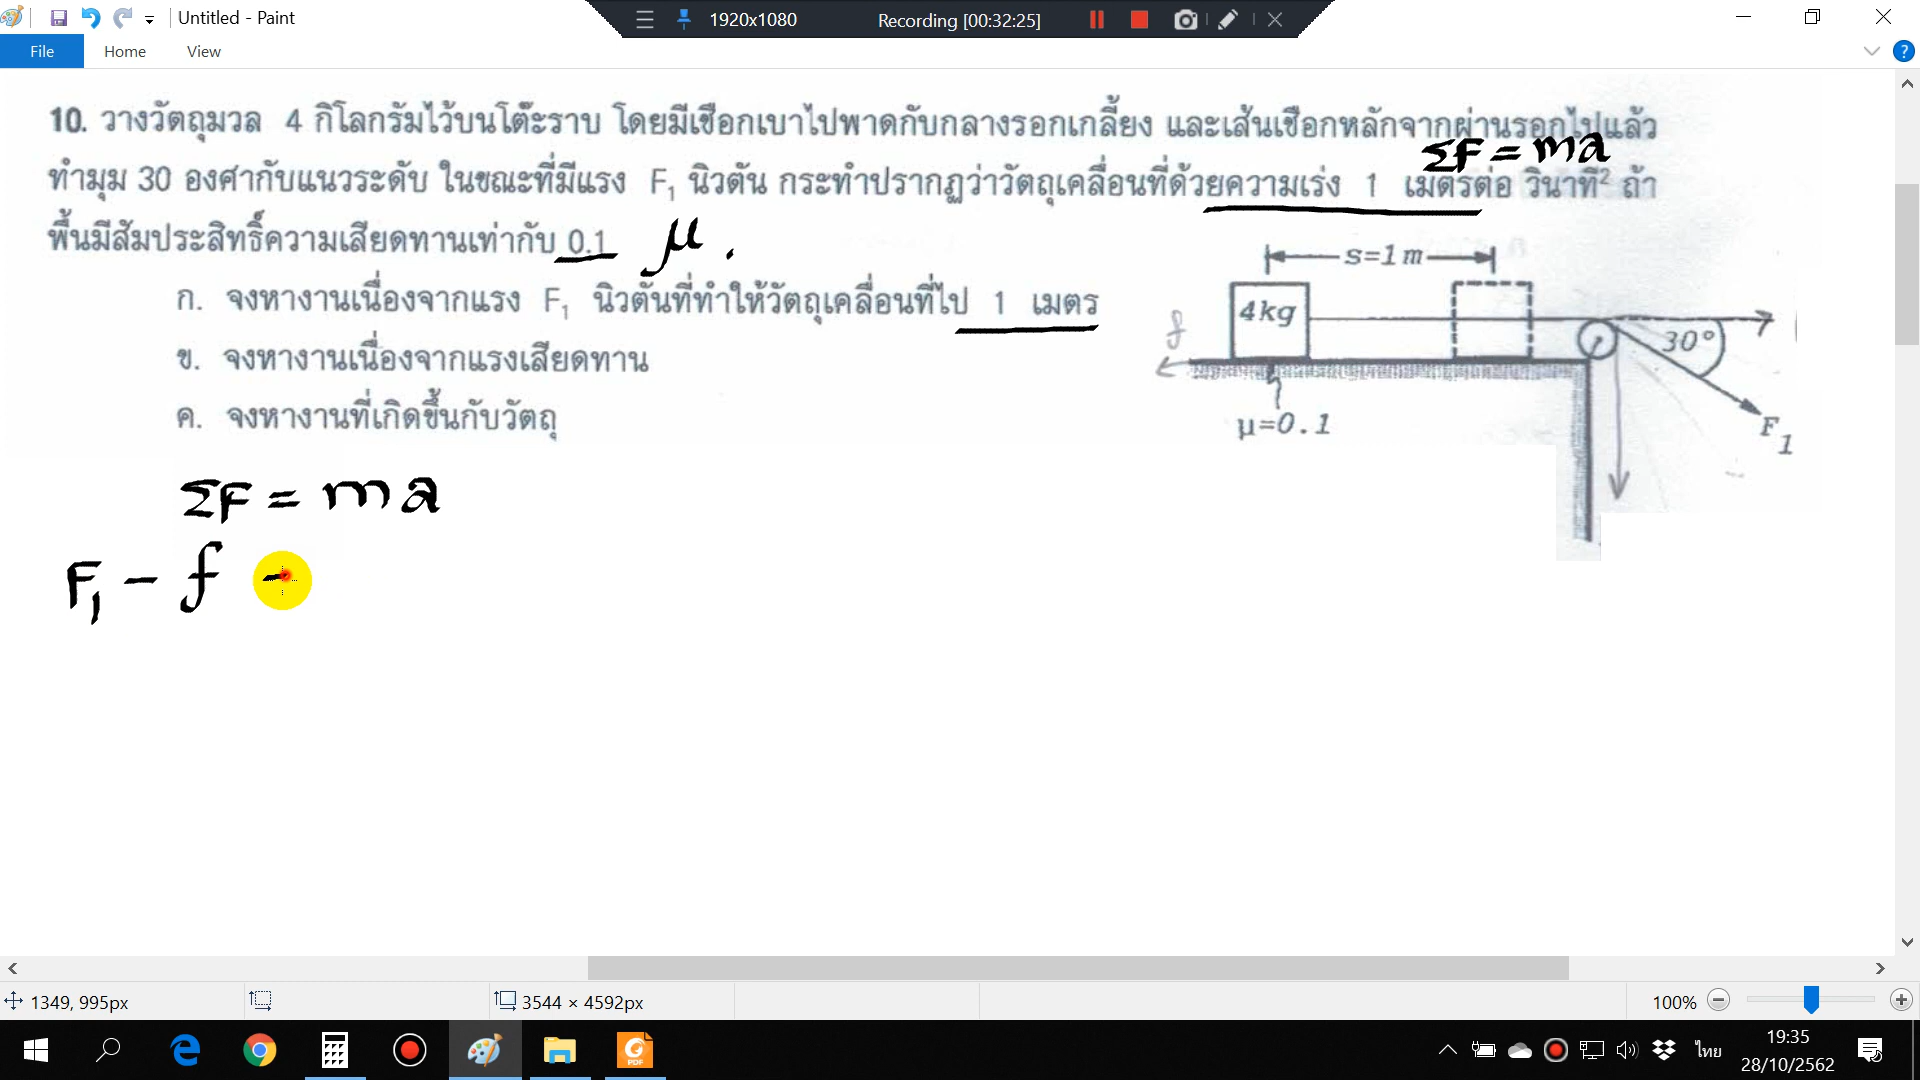 Untitled - Paint
1920x1080
Recording [00:32:25]
File
Home
View
10. วางวัตถุมวล 4 กิโลกรัมไว้บนโต๊ะราบ โดยมีเชือกเบาไปพาดกับกลางรอกเกลี้ยง และเส้นเชือกหลักจากผ่านรอกไปแล้ว
ΣF = ma
ทำมุม 30 องศากับแนวระดับ ในขณะที่มีแรง F₁ นิวตัน กระทำปรากฏว่าวัตถุเคลื่อนที่ด้วยความเร่ง 1 เมตรต่อ วินาที² ถ้า
พื้นมีสัมประสิทธิ์ความเสียดทานเท่ากับ 0.1 μ .
ก. จงหางานเนื่องจากแรง F₁ นิวตันที่ทำให้วัตถุเคลื่อนที่ไป 1 เมตร
ข. จงหางานเนื่องจากแรงเสียดทาน
ค. จงหางานที่เกิดขึ้นกับวัตถุ
s=1m
4kg
f
30°
μ=0.1
F₁
ΣF = ma
F₁ - f -
1349, 995px
3544 × 4592px
100%
PDF
ไทย
19:35
28/10/2562